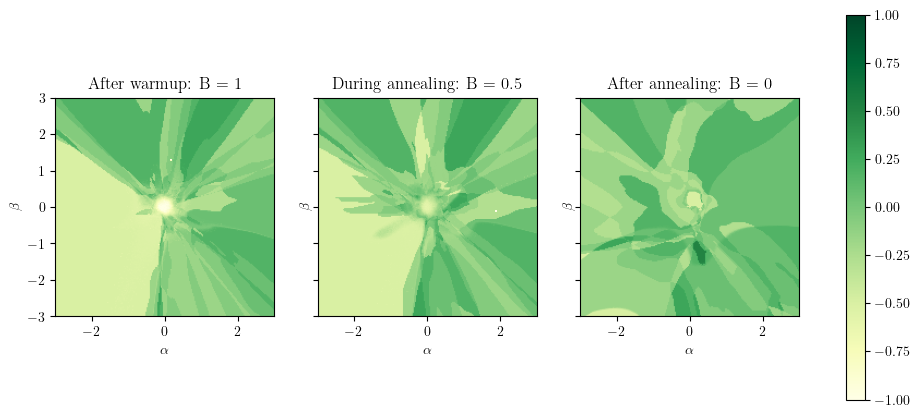 After warmup: B = 1
During annealing: B = 0.5
After annealing: B = 0
3
2
1
0
−1
−2
−3
β
β
β
−2
0
2
−2
0
2
−2
0
2
α
α
α
1.00
0.75
0.50
0.25
0.00
−0.25
−0.50
−0.75
−1.00